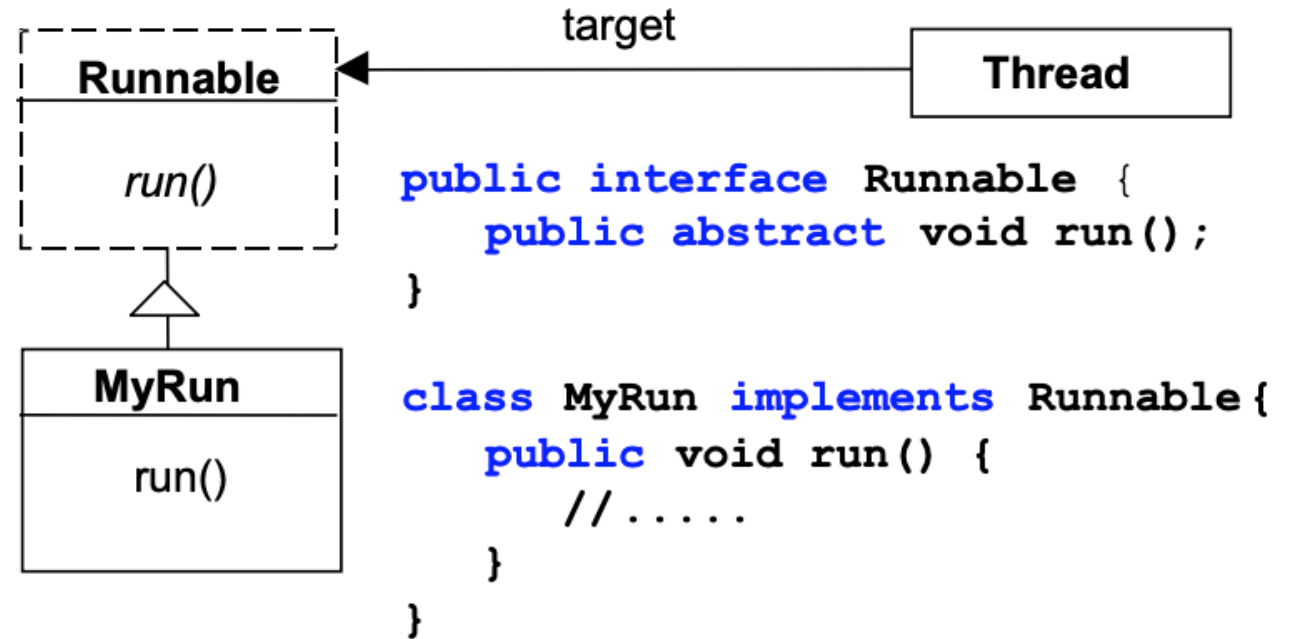 target
Runnable
Thread
run()
public interface Runnable {
public abstract void run();
}
MyRun
run()
class MyRun implements Runnable{
public void run() {
//.....
}
}